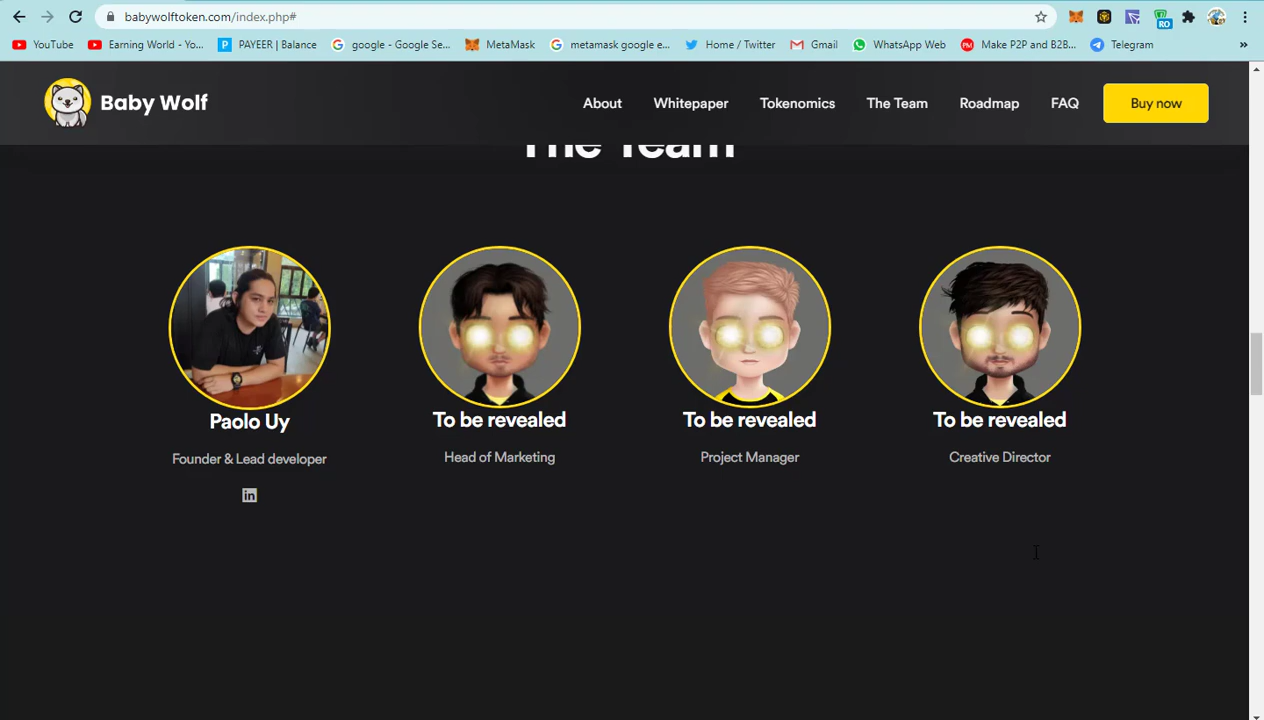 babywolftoken.com/index.php#
YouTube
Earning World - Yo...
PAYEER | Balance
google - Google Se...
MetaMask
metamask google e...
Home / Twitter
Gmail
WhatsApp Web
PM
Make P2P and B2B...
Telegram
»
RO
Baby Wolf
About
Whitepaper
Tokenomics
The Team
Roadmap
FAQ
Buy now
The Team
Paolo Uy
Founder & Lead developer
in
To be revealed
Head of Marketing
To be revealed
Project Manager
To be revealed
Creative Director